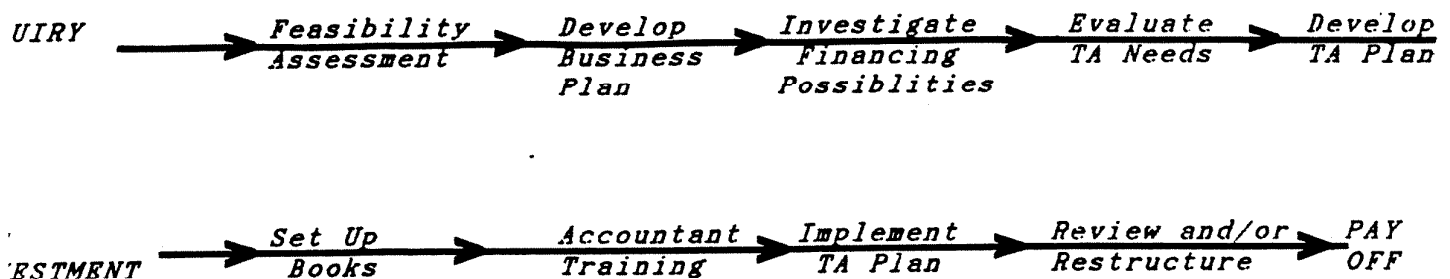 UIRY Feasibility Develop Investigate Evaluate Develop
Assessment Business Financing TA Needs TA Plan
Plan Possiblities
Set Up Accountant Implement Review and/or PAY
ESTMENT Books Training TA Plan Restructure OFF